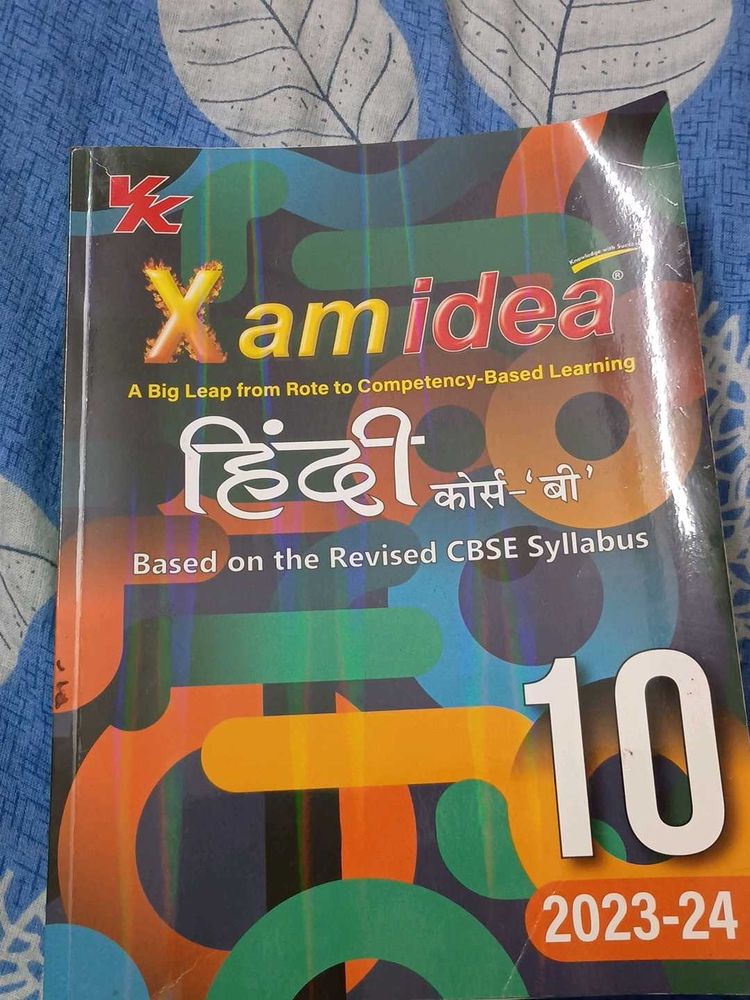 VK
Knowledge with Success
Xam idea®
A Big Leap from Rote to Competency-Based Learning
हिंदी कोर्स-‘बी’
Based on the Revised CBSE Syllabus
10
2023-24